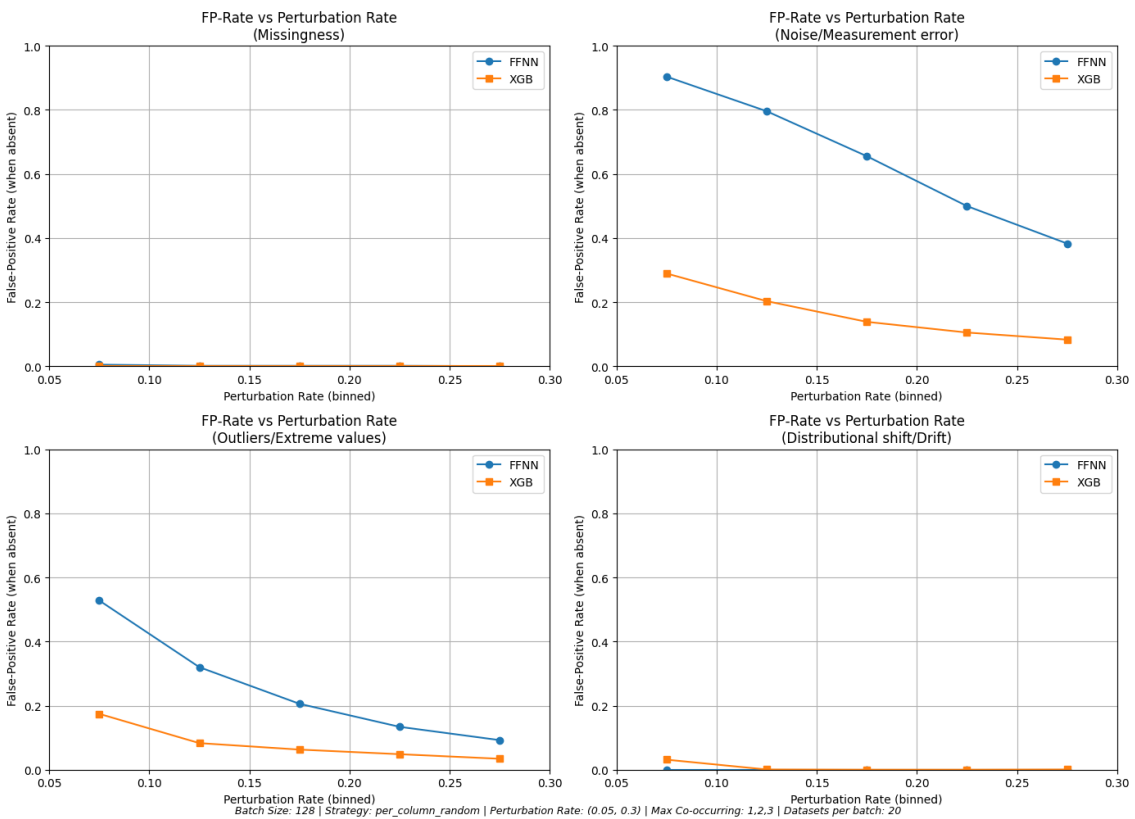 FP-Rate vs Perturbation Rate
(Missingness)
1.0
0.8
0.6
0.4
0.2
0.0
False-Positive Rate (when absent)
FFNN
XGB
0.05 0.10 0.15 0.20 0.25 0.30
Perturbation Rate (binned)
FP-Rate vs Perturbation Rate
(Noise/Measurement error)
1.0
0.8
0.6
0.4
0.2
0.0
False-Positive Rate (when absent)
FFNN
XGB
0.05 0.10 0.15 0.20 0.25 0.30
Perturbation Rate (binned)
FP-Rate vs Perturbation Rate
(Outliers/Extreme values)
1.0
0.8
0.6
0.4
0.2
0.0
False-Positive Rate (when absent)
FFNN
XGB
0.05 0.10 0.15 0.20 0.25 0.30
Perturbation Rate (binned)
FP-Rate vs Perturbation Rate
(Distributional shift/Drift)
1.0
0.8
0.6
0.4
0.2
0.0
False-Positive Rate (when absent)
FFNN
XGB
0.05 0.10 0.15 0.20 0.25 0.30
Perturbation Rate (binned)
Batch Size: 128 | Strategy: per_column_random | Perturbation Rate: (0.05, 0.3) | Max Co-occurring: 1,2,3 | Datasets per batch: 20